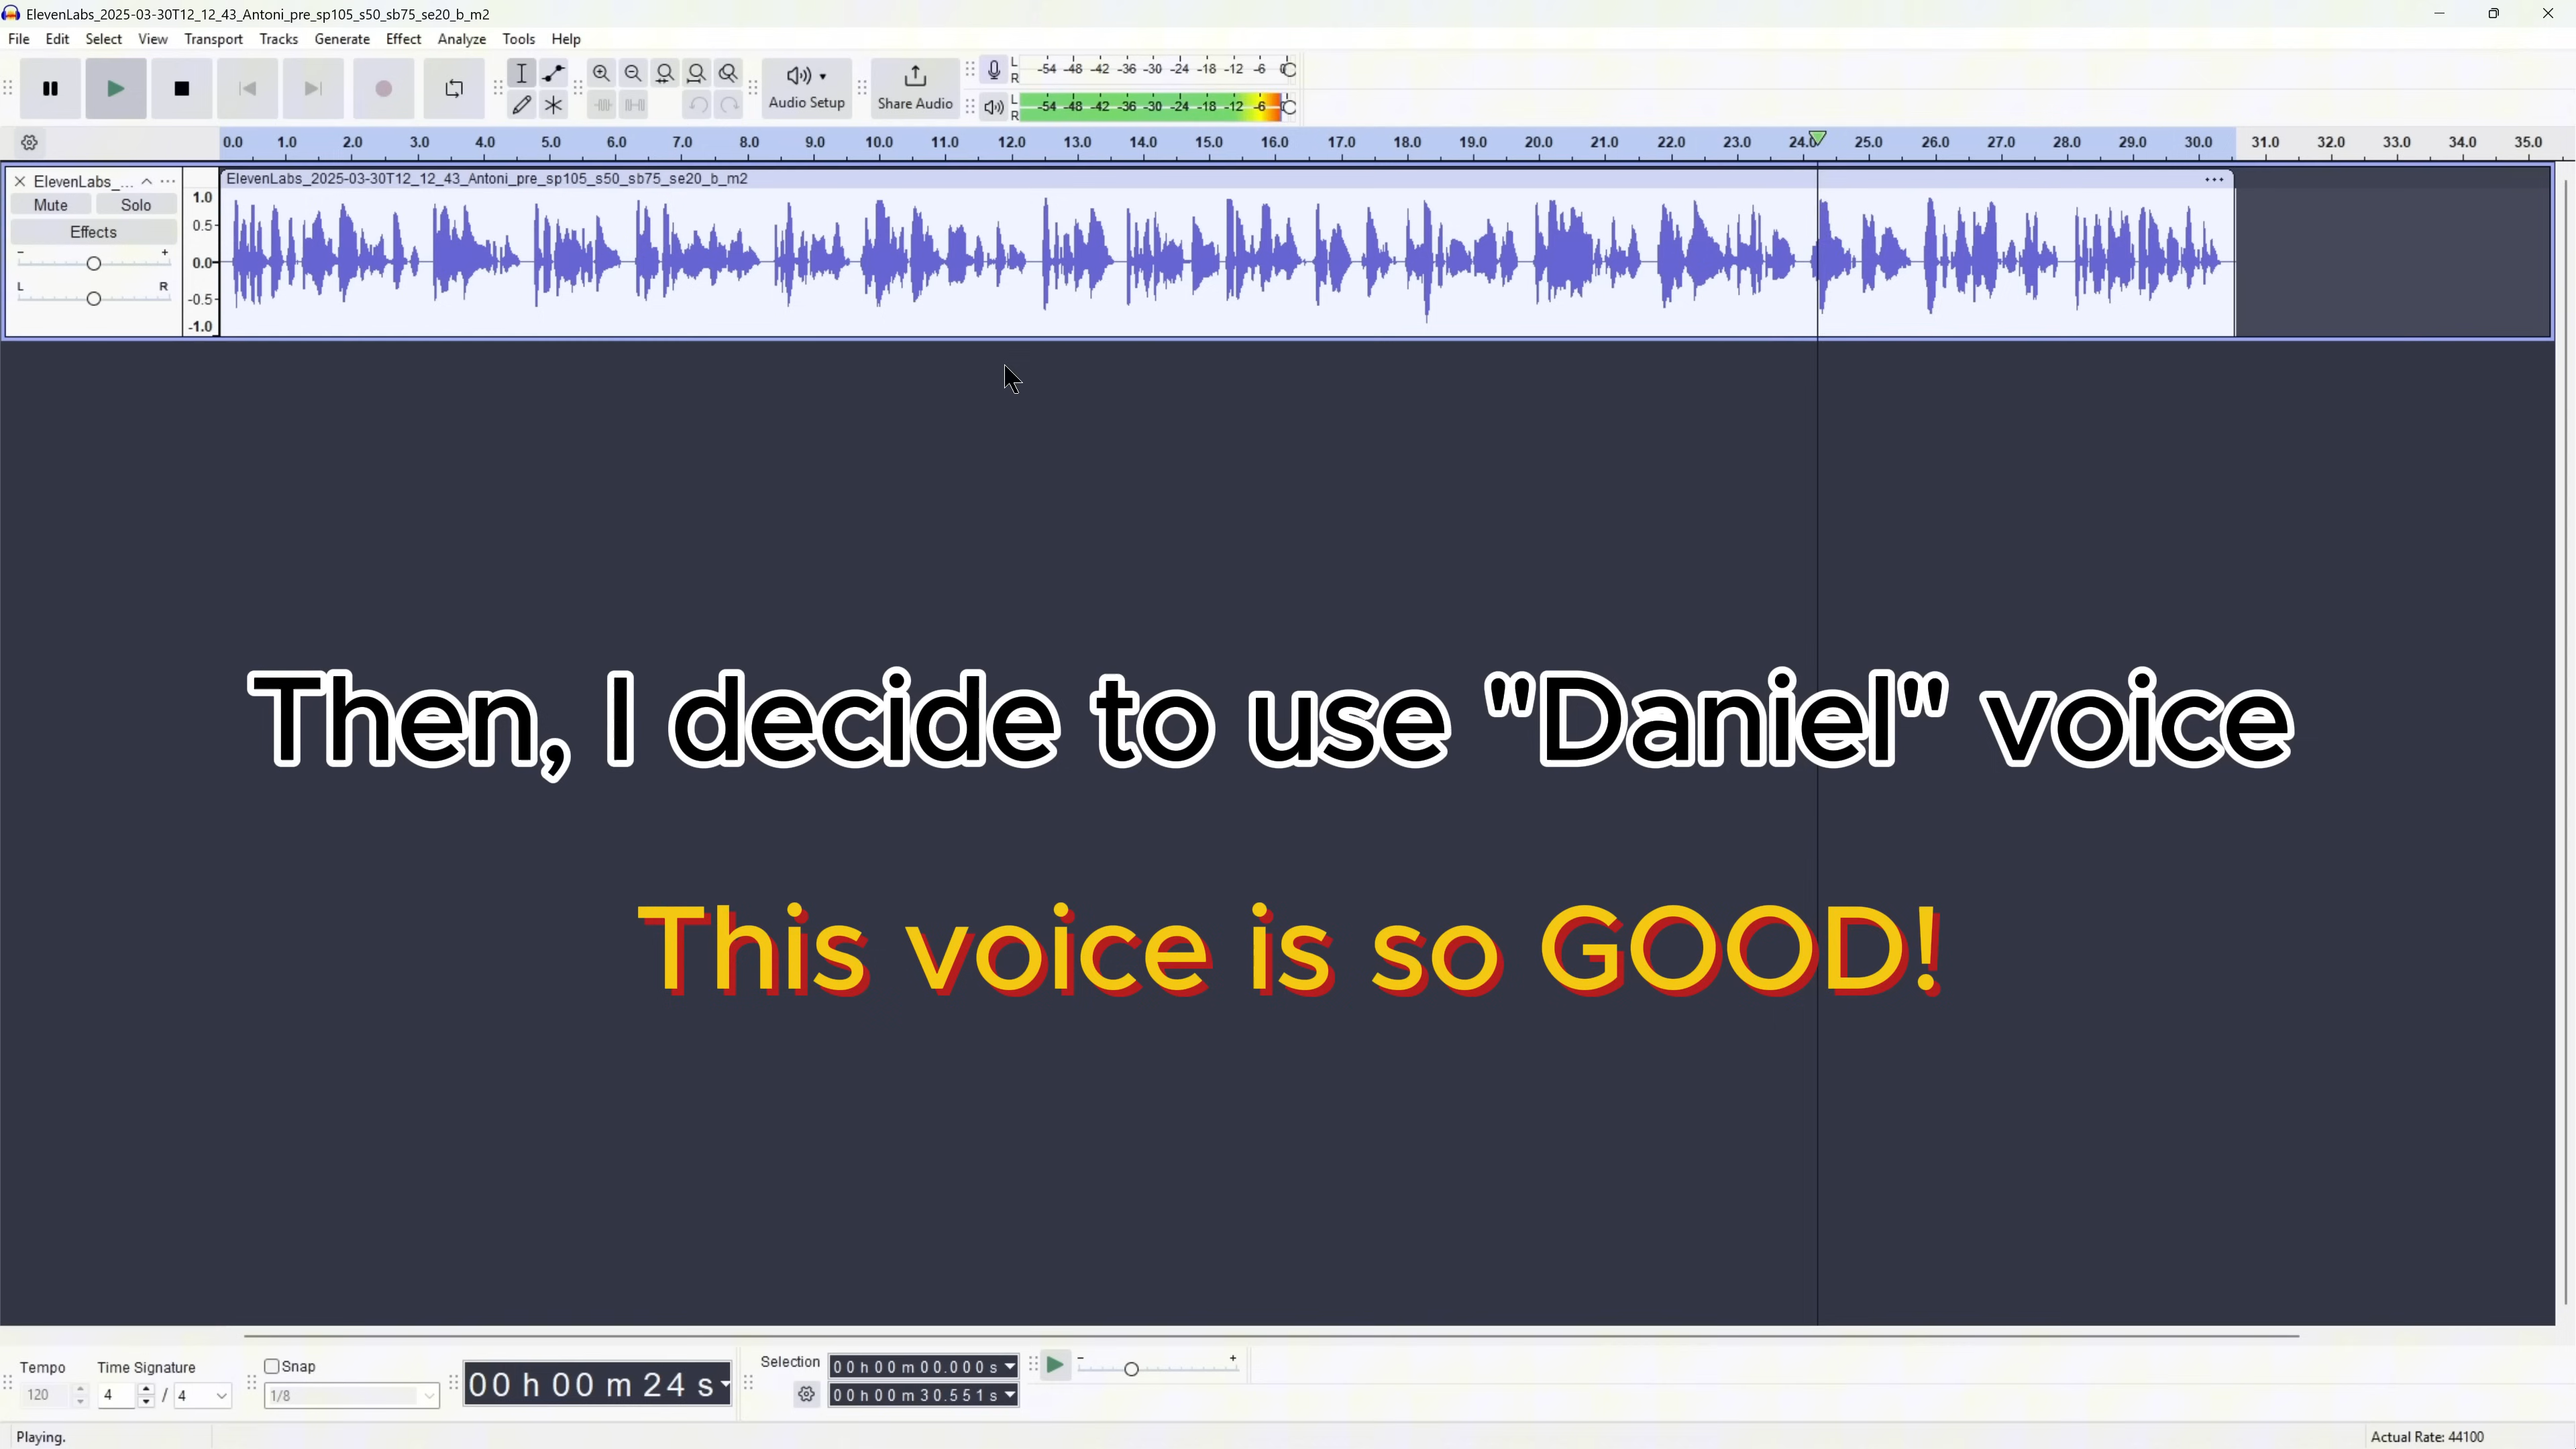 ElevenLabs_2025-03-30T12_12_43_Antoni_pre_sp105_s50_sb75_se20_b_m2
File Edit Select View Transport Tracks Generate Effect Analyze Tools Help
Audio Setup
Share Audio
L
R
-54 -48 -42 -36 -30 -24 -18 -12 -6 0
L
R
-54 -48 -42 -36 -30 -24 -18 -12 -6
0.0 1.0 2.0 3.0 4.0 5.0 6.0 7.0 8.0 9.0 10.0 11.0 12.0 13.0 14.0 15.0 16.0 17.0 18.0 19.0 20.0 21.0 22.0 23.0 24.0 25.0 26.0 27.0 28.0 29.0 30.0 31.0 32.0 33.0 34.0 35.0
ElevenLabs_...
Mute Solo
Effects
- +
L R
1.0
0.5
0.0
-0.5
-1.0
ElevenLabs_2025-03-30T12_12_43_Antoni_pre_sp105_s50_sb75_se20_b_m2
Then, I decide to use "Daniel" voice
This voice is so GOOD!
Tempo
120
Time Signature
4 / 4
Snap
1/8
00 h 00 m 24 s
Selection
00 h 00 m 00.000 s
00 h 00 m 30.551 s
- +
Playing.
Actual Rate: 44100